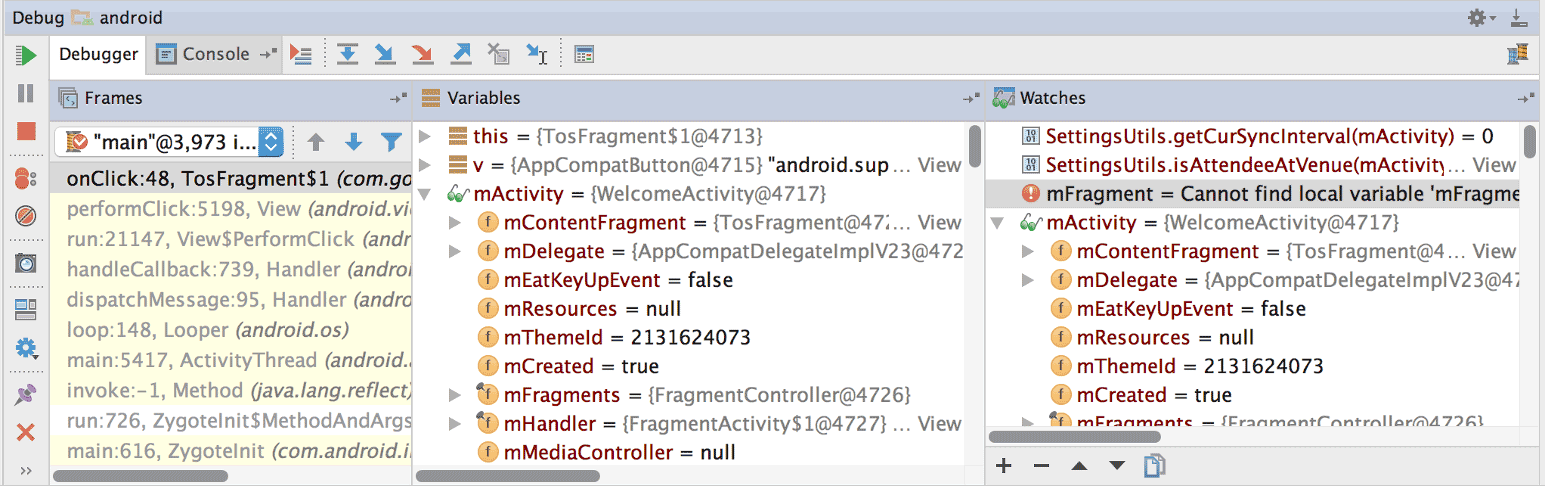 Debug android
Debugger Console
Frames
"main"@3,973 i...
onClick:48, TosFragment$1 (com.go
performClick:5198, View (android.vi
run:21147, View$PerformClick (andr
handleCallback:739, Handler (androi
dispatchMessage:95, Handler (andro
loop:148, Looper (android.os)
main:5417, ActivityThread (android.
invoke:-1, Method (java.lang.reflect)
run:726, ZygoteInit$MethodAndArgs
main:616, ZygoteInit (com.android.i
Variables
this = {TosFragment$1@4713}
v = {AppCompatButton@4715} "android.sup... View
mActivity = {WelcomeActivity@4717}
mContentFragment = {TosFragment@472... View
mDelegate = {AppCompatDelegateImplV23@472
mEatKeyUpEvent = false
mResources = null
mThemeId = 2131624073
mCreated = true
mFragments = {FragmentController@4726}
mHandler = {FragmentActivity$1@4727} ... View
mMediaController = null
Watches
SettingsUtils.getCurSyncInterval(mActivity) = 0
SettingsUtils.isAttendeeAtVenue(mActivity... View
mFragment = Cannot find local variable 'mFragme
mActivity = {WelcomeActivity@4717}
mContentFragment = {TosFragment@4... View
mDelegate = {AppCompatDelegateImplV23@47
mEatKeyUpEvent = false
mResources = null
mThemeId = 2131624073
mCreated = true
mFragments = {FragmentController@4726}